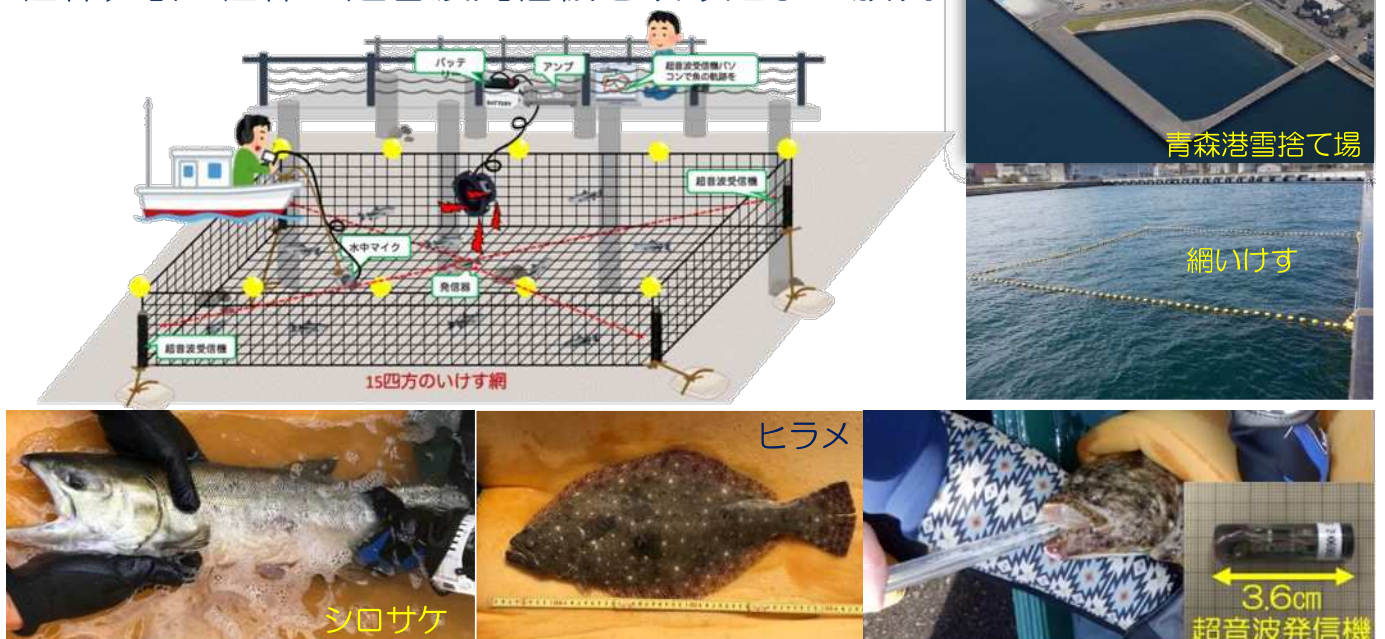 バッテ
リー
アンプ
超音波受信機パソ
コンで魚の軌跡を
BATTERY
青森港雪捨て場
超音波受信機
水中マイク
発信器
網いけす
超音波受信機
15四方のいけす網
シロサケ
ヒラメ
3.6cm
超音波発信機